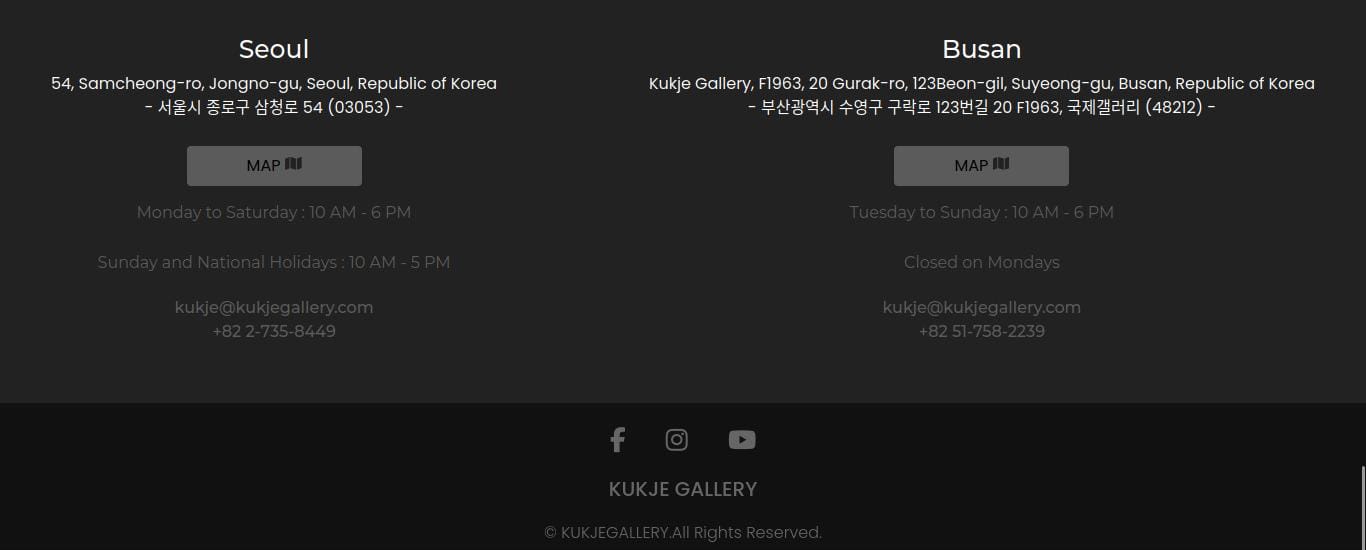 Seoul
54, Samcheong-ro, Jongno-gu, Seoul, Republic of Korea
- 서울시 종로구 삼청로 54 (03053) -
MAP
Monday to Saturday : 10 AM - 6 PM
Sunday and National Holidays : 10 AM - 5 PM
kukje@kukjegallery.com
+82 2-735-8449
Busan
Kukje Gallery, F1963, 20 Gurak-ro, 123Beon-gil, Suyeong-gu, Busan, Republic of Korea
- 부산광역시 수영구 구락로 123번길 20 F1963, 국제갤러리 (48212) -
MAP
Tuesday to Sunday : 10 AM - 6 PM
Closed on Mondays
kukje@kukjegallery.com
+82 51-758-2239
KUKJE GALLERY
© KUKJEGALLERY.All Rights Reserved.